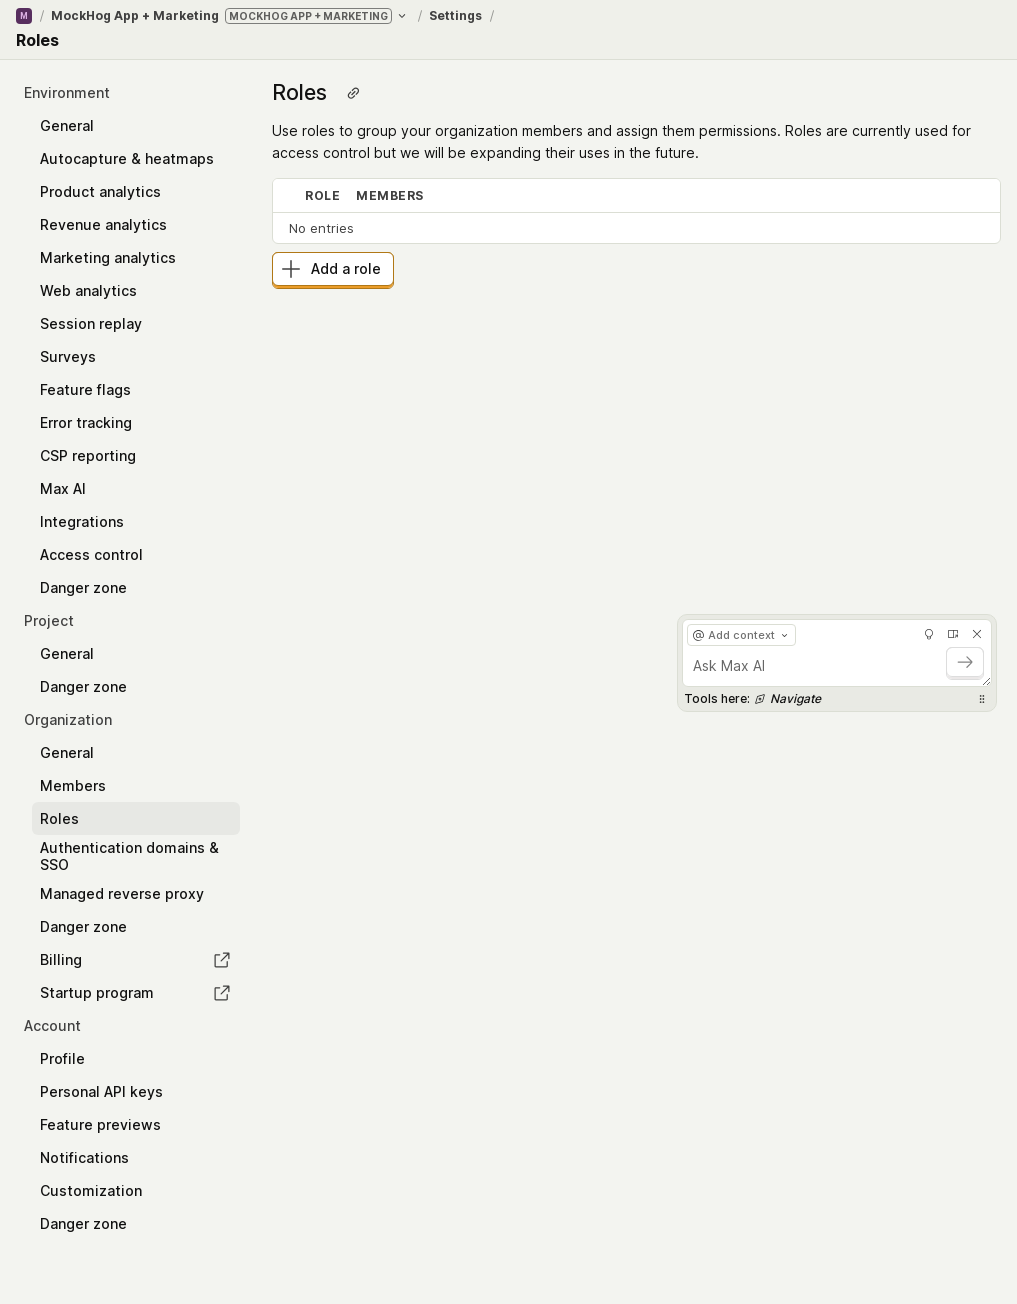 M / MockHog App + Marketing MOCKHOG APP + MARKETING / Settings /
Roles
Environment
General
Autocapture & heatmaps
Product analytics
Revenue analytics
Marketing analytics
Web analytics
Session replay
Surveys
Feature flags
Error tracking
CSP reporting
Max AI
Integrations
Access control
Danger zone
Project
General
Danger zone
Organization
General
Members
Roles
Authentication domains &
SSO
Managed reverse proxy
Danger zone
Billing
Startup program
Account
Profile
Personal API keys
Feature previews
Notifications
Customization
Danger zone
Roles
Use roles to group your organization members and assign them permissions. Roles are currently used for
access control but we will be expanding their uses in the future.
ROLE MEMBERS
No entries
Add a role
@ Add context
Ask Max AI
Tools here: Navigate